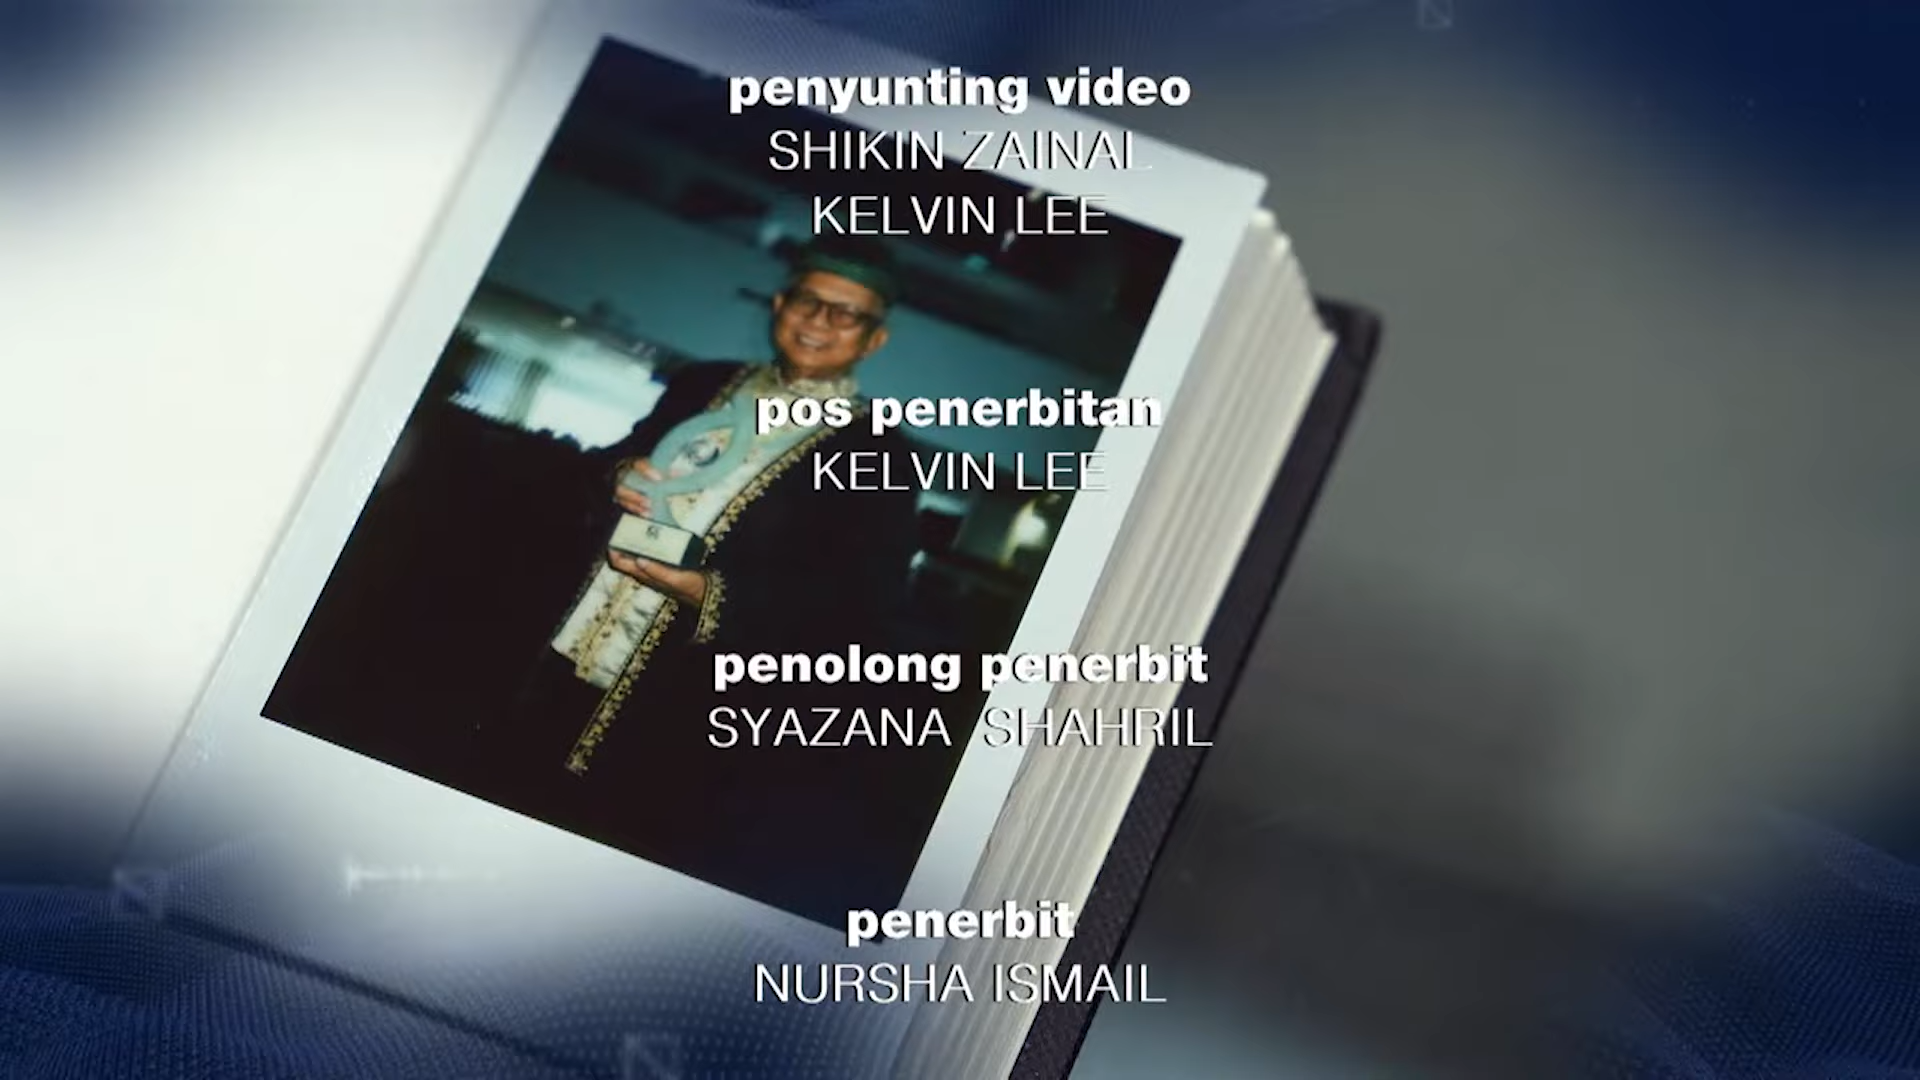 penyunting video
SHIKIN ZAINAL
KELVIN LEE
pos penerbitan
KELVIN LEE
penolong penerbit
SYAZANA SHAHRIL
penerbit
NURSHA ISMAIL